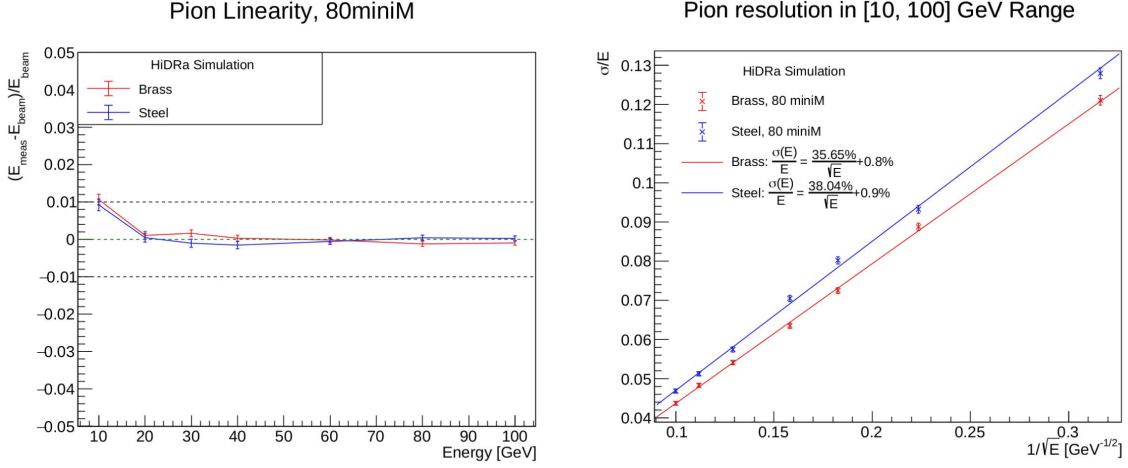 Pion Linearity, 80miniM
(E_meas-E_beam)/E_beam
0.05
0.04
0.03
0.02
0.01
0
−0.01
−0.02
−0.03
−0.04
−0.05
HiDRa Simulation
Brass
Steel
10 20 30 40 50 60 70 80 90 100
Energy [GeV]
Pion resolution in [10, 100] GeV Range
σ/E
0.13
0.12
0.11
0.1
0.09
0.08
0.07
0.06
0.05
0.04
HiDRa Simulation
Brass, 80 miniM
Steel, 80 miniM
Brass: σ(E)/E = 35.65%/√E+0.8%
Steel: σ(E)/E = 38.04%/√E+0.9%
0.1 0.15 0.2 0.25 0.3
1/√E [GeV^-1/2]